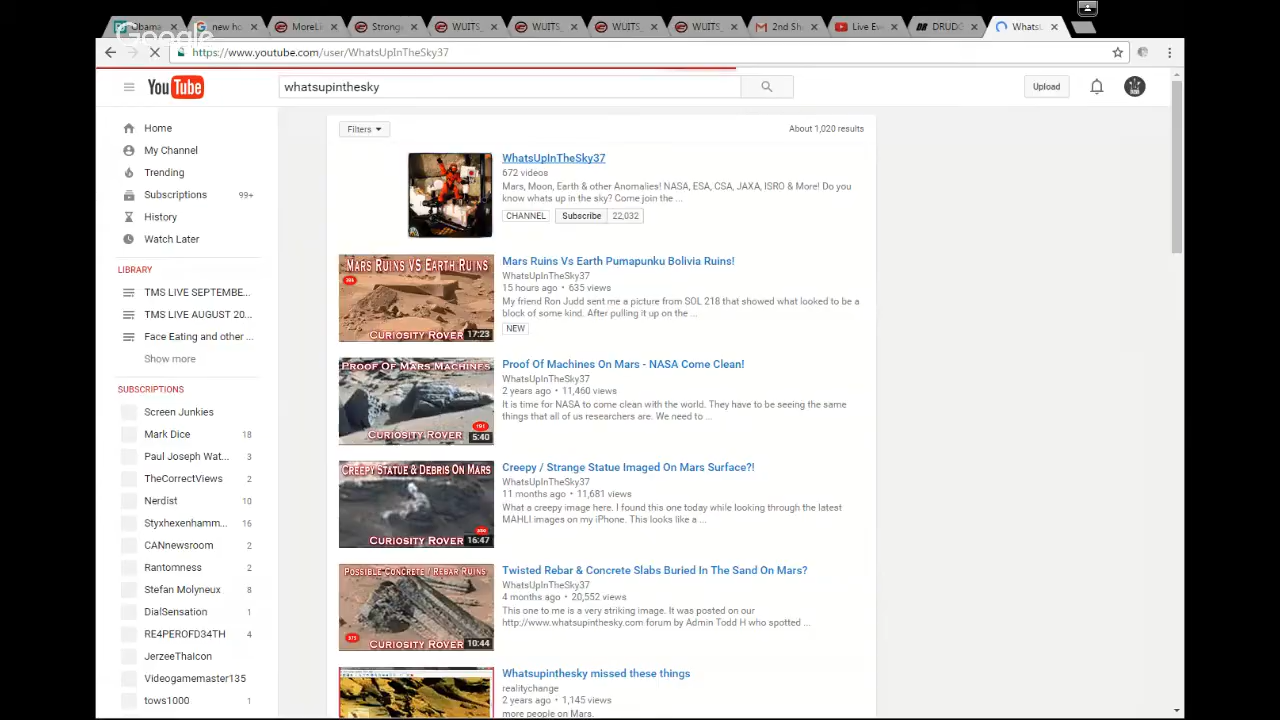 Obama
new ho
MoreLi
Strong
WUITS_
WUITS_
WUITS_
WUITS_
2nd Sh
Live Ev
DRUDG
Whats
Google
https://www.youtube.com/user/WhatsUpInTheSky37
YouTube
whatsupinthesky
Upload
Home
My Channel
Trending
Subscriptions 99+
History
Watch Later
LIBRARY
TMS LIVE SEPTEMBE...
TMS LIVE AUGUST 20...
Face Eating and other ...
Show more
SUBSCRIPTIONS
Screen Junkies
Mark Dice 18
Paul Joseph Wat... 3
TheCorrectViews 2
Nerdist 10
Styxhexenhamm... 16
CANnewsroom 2
Rantomness 2
Stefan Molyneux 8
DialSensation 1
RE4PEROFD34TH 4
JerzeeThaIcon
Videogamemaster135
tows1000 1
Filters
About 1,020 results
WhatsUpInTheSky37
672 videos
Mars, Moon, Earth & other Anomalies! NASA, ESA, CSA, JAXA, ISRO & More! Do you
know whats up in the sky? Come join the ...
CHANNEL Subscribe 22,032
MARS RUINS VS EARTH RUINS
CURIOSITY ROVER 17:23
Mars Ruins Vs Earth Pumapunku Bolivia Ruins!
WhatsUpInTheSky37
15 hours ago • 635 views
My friend Ron Judd sent me a picture from SOL 218 that showed what looked to be a
block of some kind. After pulling it up on the ...
NEW
PROOF OF MARS MACHINES
CURIOSITY ROVER 5:40
Proof Of Machines On Mars - NASA Come Clean!
WhatsUpInTheSky37
2 years ago • 11,460 views
It is time for NASA to come clean with the world. They have to be seeing the same
things that all of us researchers are. We need to ...
CREEPY STATUE & DEBRIS ON MARS
CURIOSITY ROVER 16:47
Creepy / Strange Statue Imaged On Mars Surface?!
WhatsUpInTheSky37
11 months ago • 11,681 views
What a creepy image here. I found this one today while looking through the latest
MAHLI images on my iPhone. This looks like a ...
POSSIBLE CONCRETE / REBAR RUINS
CURIOSITY ROVER 10:44
Twisted Rebar & Concrete Slabs Buried In The Sand On Mars?
WhatsUpInTheSky37
4 months ago • 20,552 views
This one to me is a very striking image. It was posted on our
http://www.whatsupinthesky.com forum by Admin Todd H who spotted ...
Whatsupinthesky missed these things
realitychange
2 years ago • 1,145 views
more people on Mars.